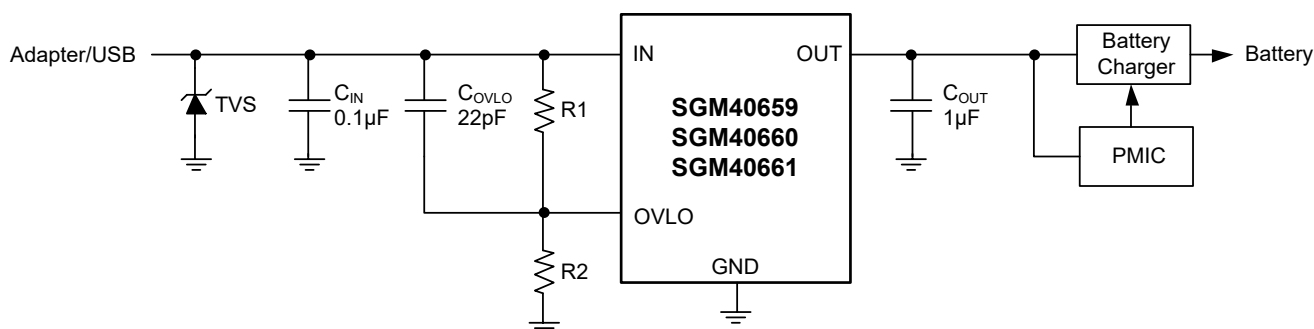 Adapter/USB
TVS
CIN
0.1µF
COVLO
22pF
R1
R2
IN
OUT
OVLO
GND
SGM40659
SGM40660
SGM40661
COUT
1µF
Battery
Charger
Battery
PMIC